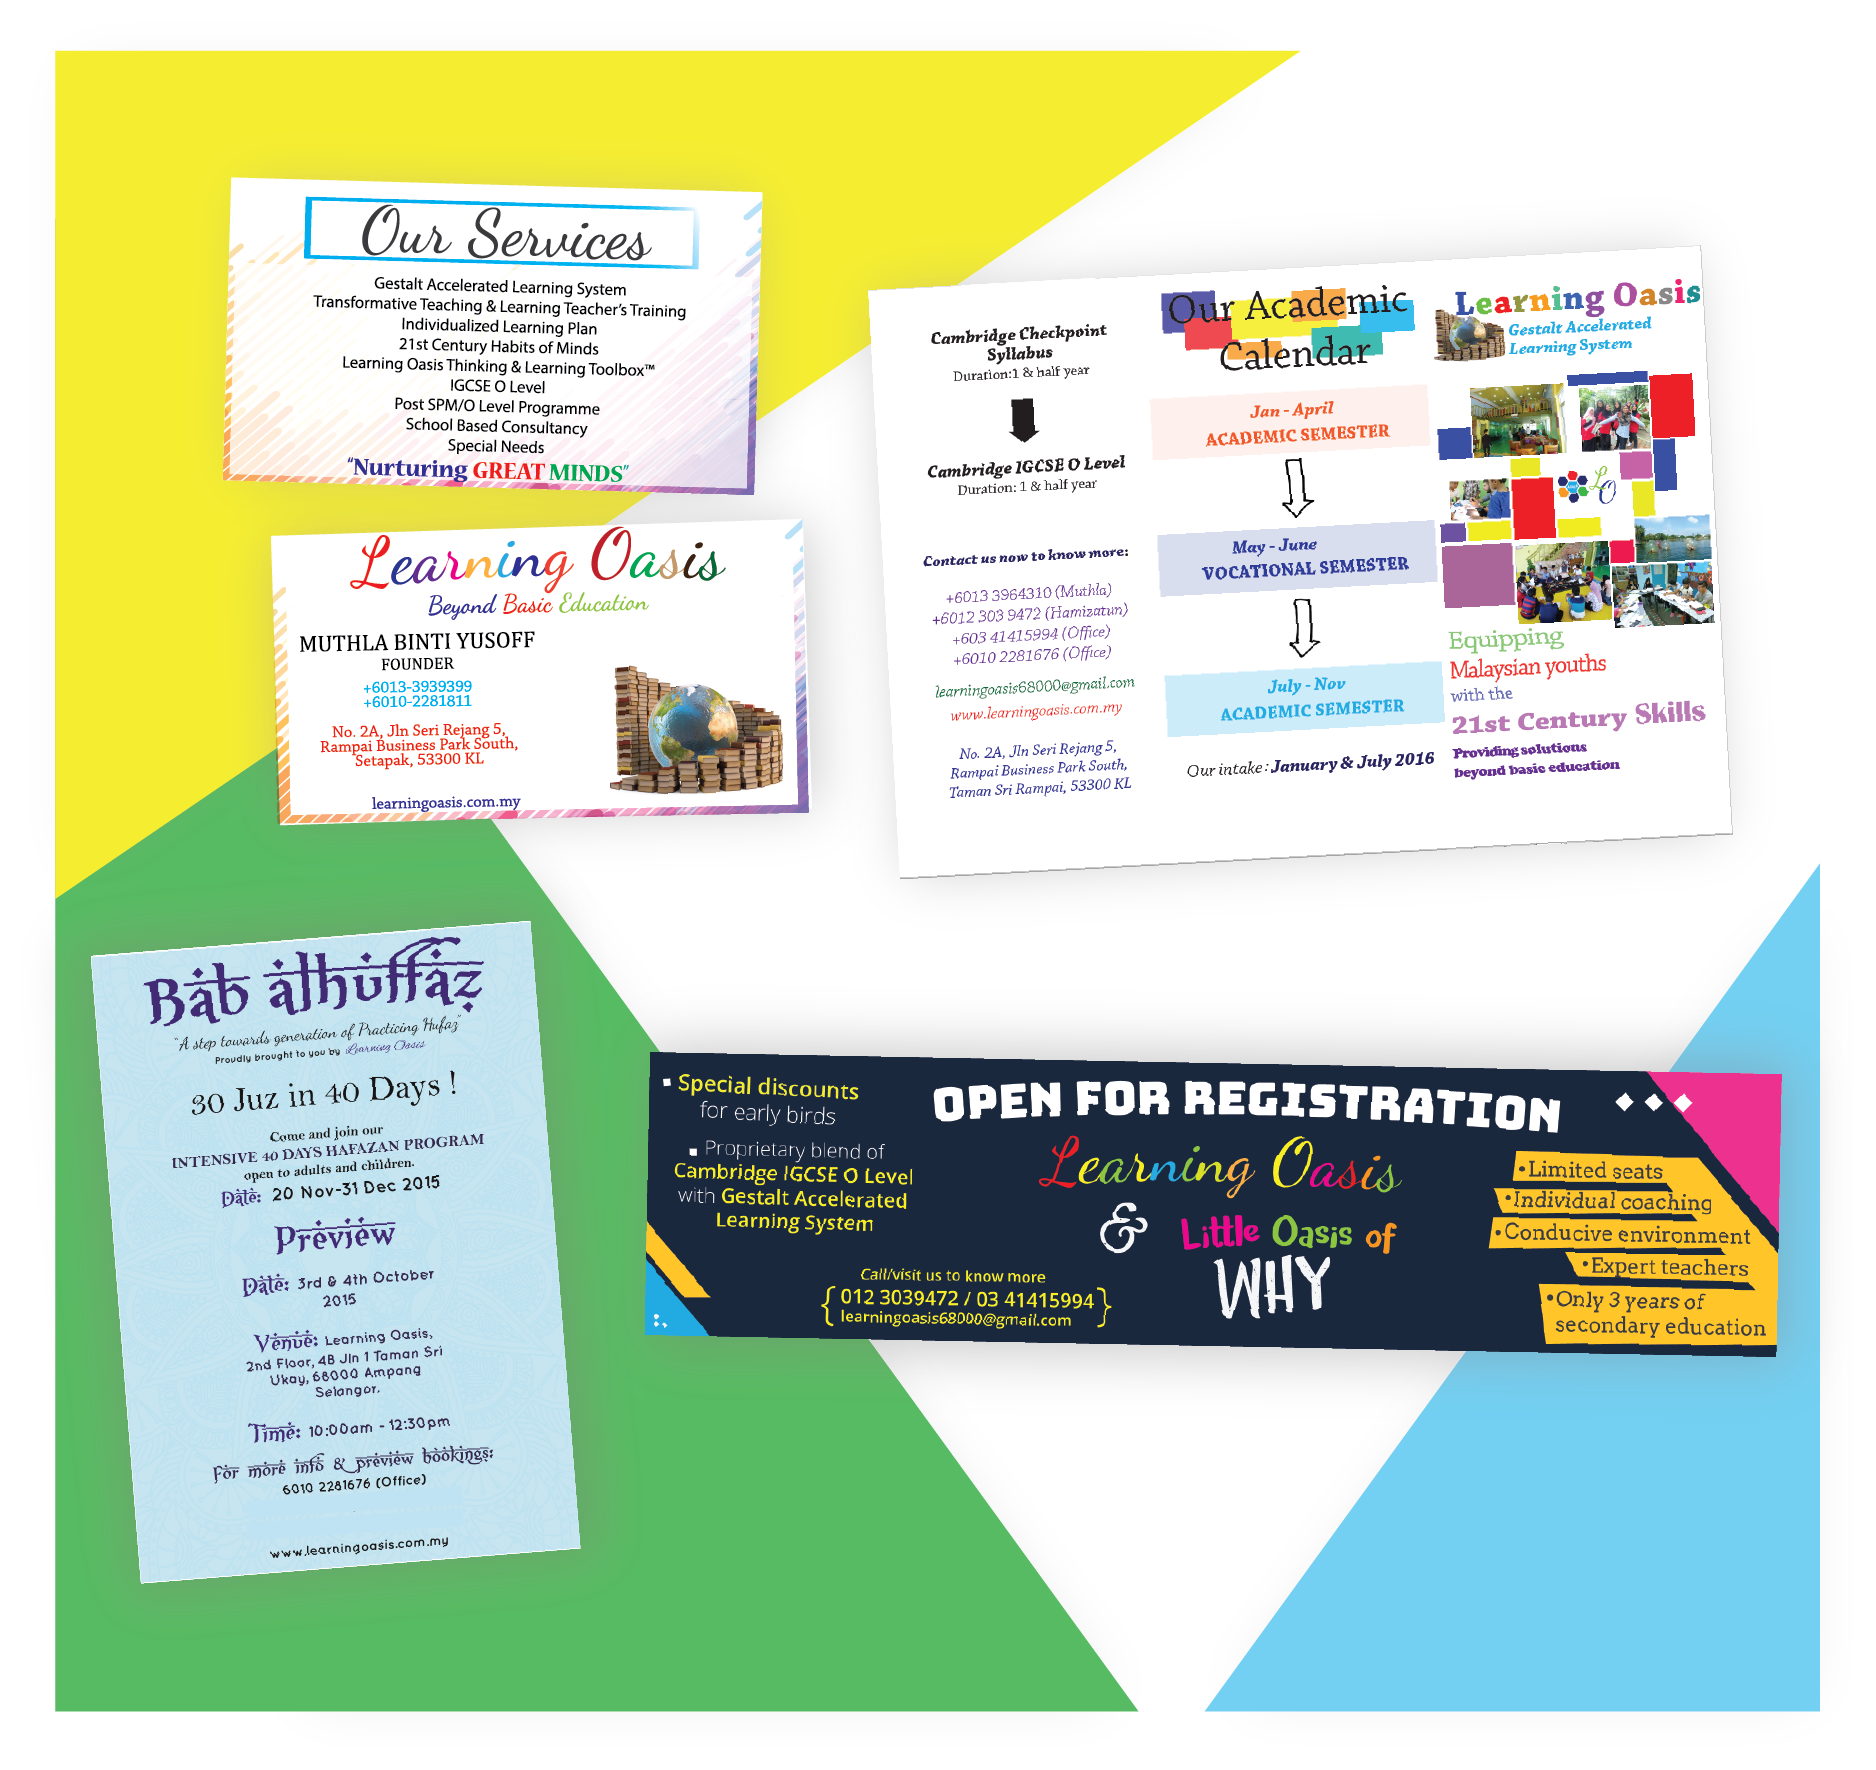 Our Services
Gestalt Accelerated Learning System
Transformative Teaching & Learning Teacher's Training
Individualized Learning Plan
21st Century Habits of Minds
Learning Oasis Thinking & Learning Toolbox™
IGCSE O Level
Post SPM/O Level Programme
School Based Consultancy
Special Needs
"Nurturing GREAT MINDS"
Learning Oasis
Beyond Basic Education
MUTHLA BINTI YUSOFF
FOUNDER
+6013-3939399
+6010-2281811
No. 2A, Jln Seri Rejang 5,
Rampai Business Park South,
Setapak, 53300 KL
learningoasis.com.my
Cambridge Checkpoint
Syllabus
Duration:1 & half year
Cambridge IGCSE O Level
Duration: 1 & half year
Contact us now to know more:
+6013 3964310 (Muthla)
+6012 303 9472 (Hamizatun)
+603 41415994 (Office)
+6010 2281676 (Office)
learningoasis68000@gmail.com
www.learningoasis.com.my
No. 2A, Jln Seri Rejang 5,
Rampai Business Park South,
Taman Sri Rampai, 53300 KL
Our Academic
Calendar
Jan - April
ACADEMIC SEMESTER
May - June
VOCATIONAL SEMESTER
July - Nov
ACADEMIC SEMESTER
Our intake: January & July 2016
Learning Oasis
Gestalt Accelerated
Learning System
LO
Equipping
Malaysian youths
with the
21st Century Skills
Providing solutions
beyond basic education
Bab alhuffaz
"A step towards generation of Practicing Hufaz"
Proudly brought to you by Learning Oasis
30 Juz in 40 Days !
Come and join our
INTENSIVE 40 DAYS HAFAZAN PROGRAM
open to adults and children.
Date: 20 Nov-31 Dec 2015
Preview
Date: 3rd & 4th October
2015
Venue: Learning Oasis,
2nd Floor, 4B Jln 1 Taman Sri
Ukay, 68000 Ampang
Selangor.
Time: 10:00am - 12:30pm
For more info & preview bookings:
6010 2281676 (Office)
www.learningoasis.com.my
▪ Special discounts
for early birds
▪ Proprietary blend of
Cambridge IGCSE O Level
with Gestalt Accelerated
Learning System
OPEN FOR REGISTRATION
Learning Oasis
& Little Oasis of
WHY
Call/visit us to know more
{ 012 3039472 / 03 41415994 }
learningoasis68000@gmail.com
•Limited seats
•Individual coaching
•Conducive environment
•Expert teachers
•Only 3 years of
secondary education